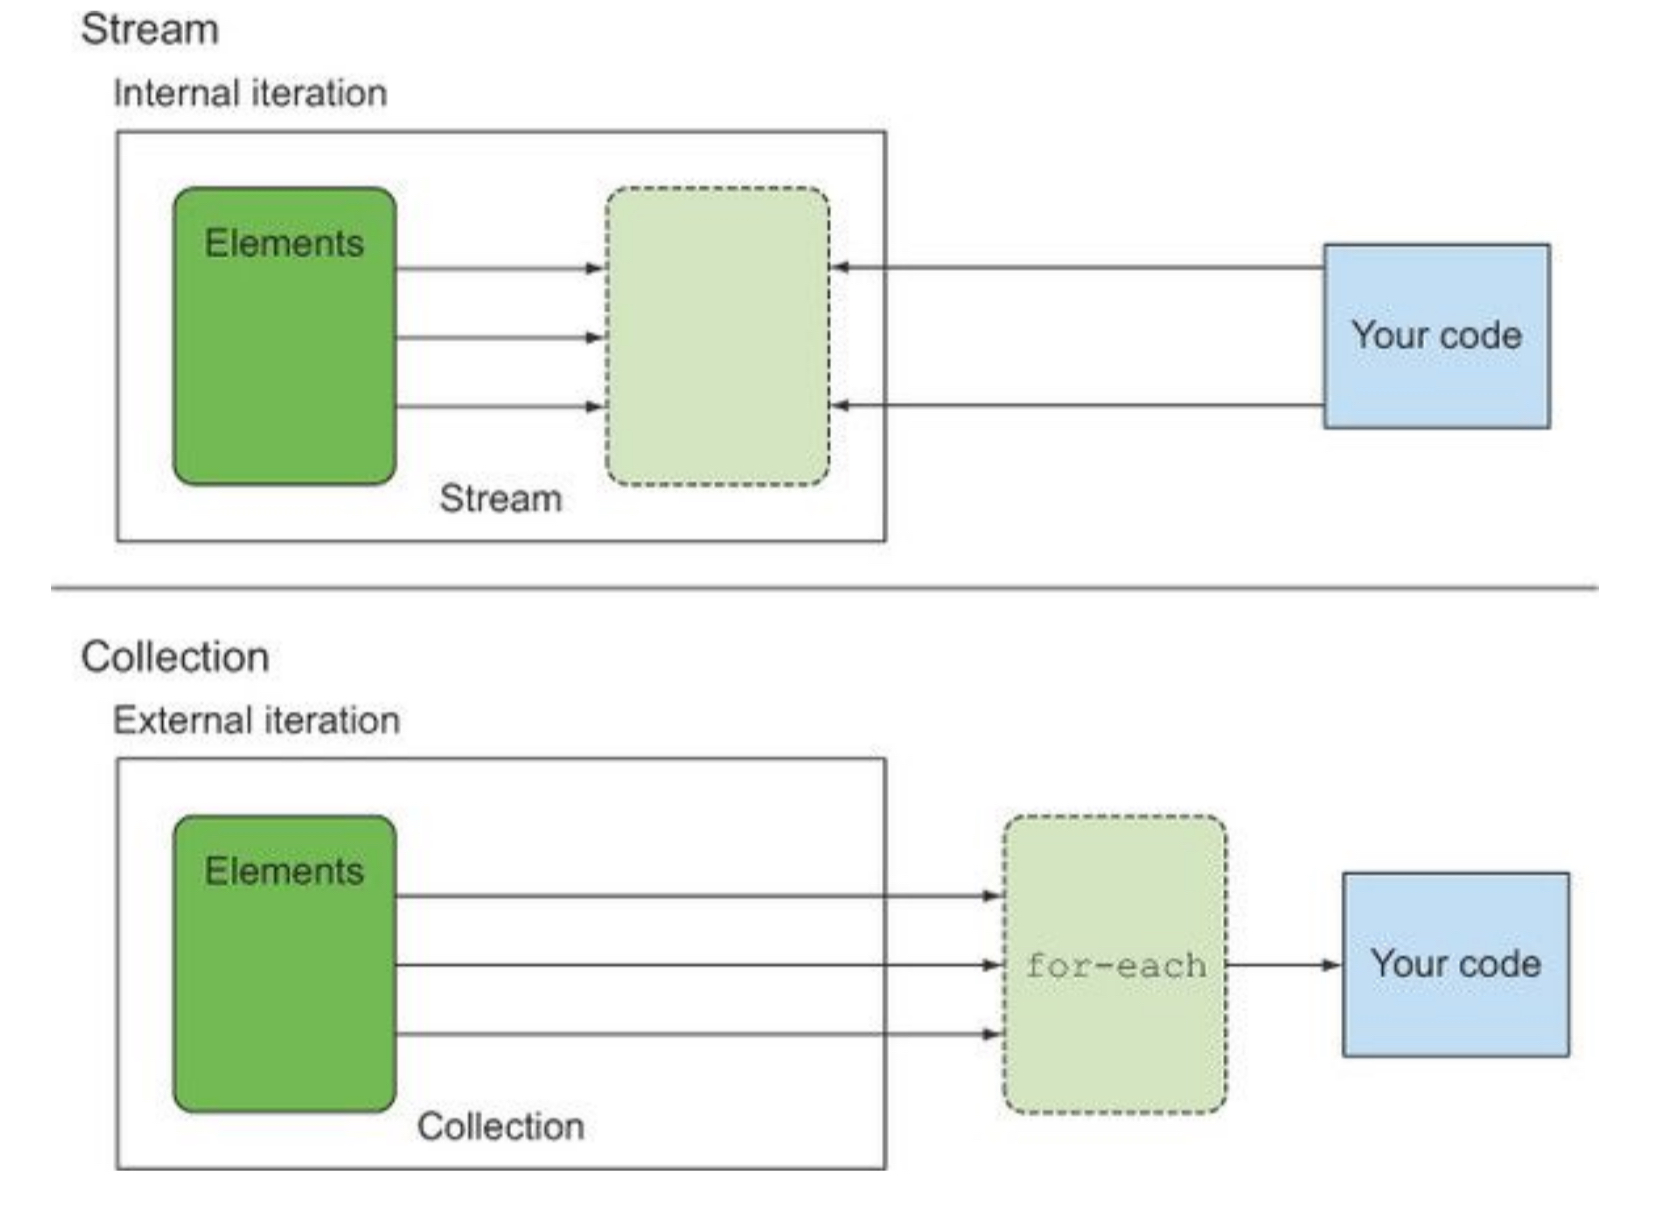 Stream
Internal iteration
Elements
Your code
Stream
Collection
External iteration
Elements
for-each
Your code
Collection